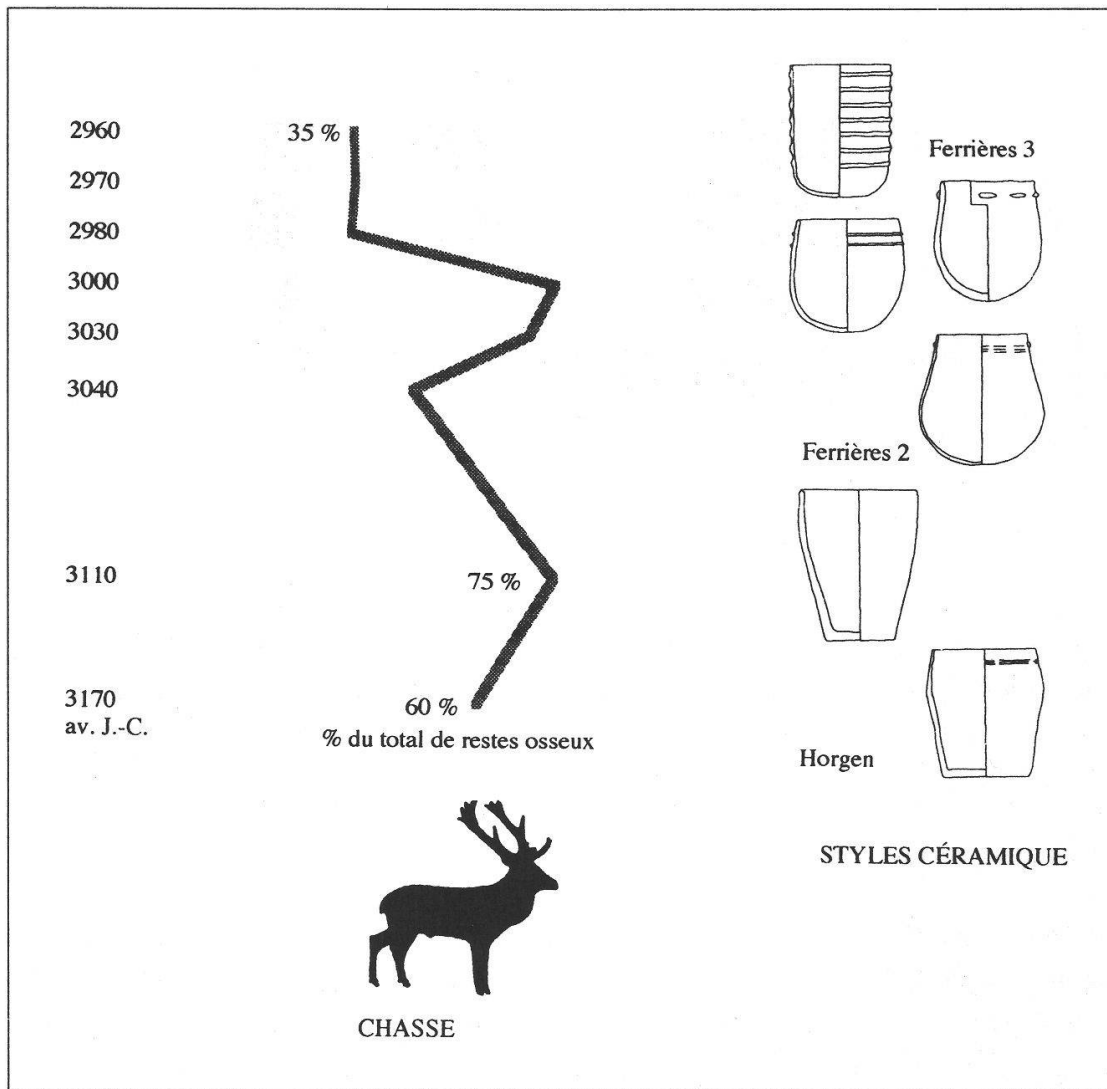 2960
35 %
2970
2980
3000
3030
3040
3110
75 %
3170
av. J.-C.
60 %
% du total de restes osseux
CHASSE
Ferrières 3
Ferrières 2
Horgen
STYLES CÉRAMIQUE